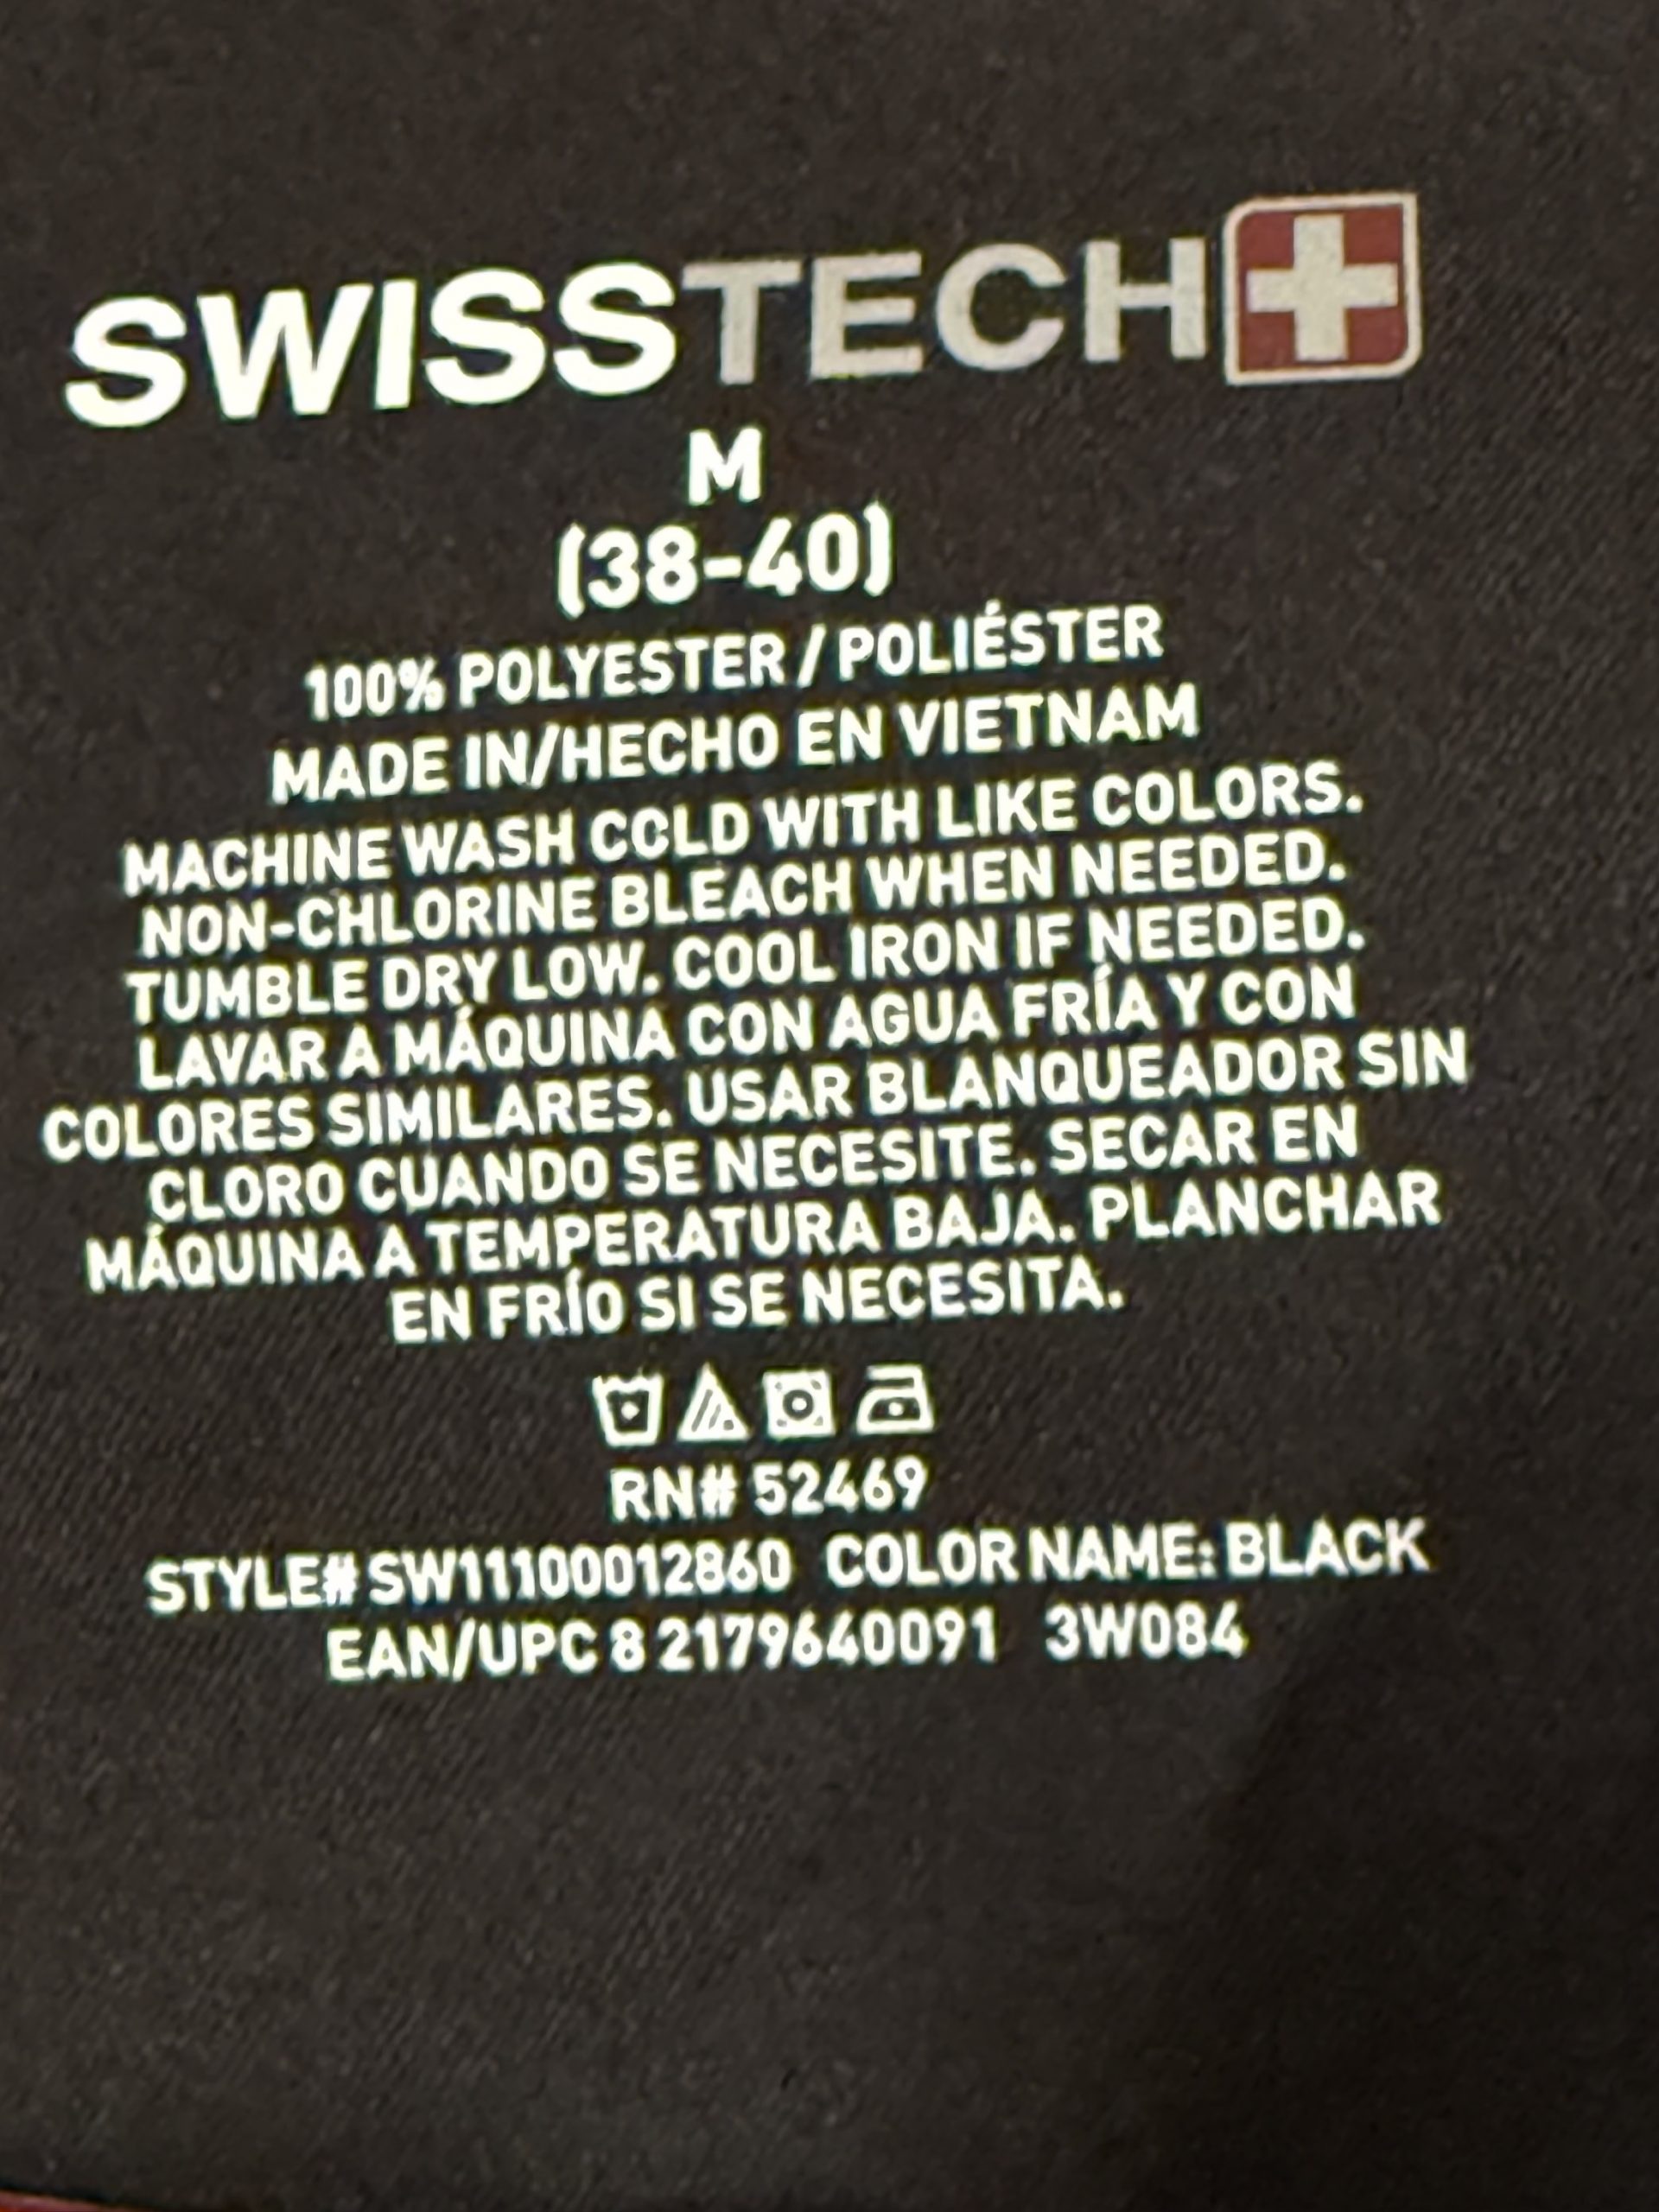 SWISSTECH
M
(38-40)
100% POLYESTER / POLIÉSTER
MADE IN/HECHO EN VIETNAM
MACHINE WASH COLD WITH LIKE COLORS.
NON-CHLORINE BLEACH WHEN NEEDED.
TUMBLE DRY LOW. COOL IRON IF NEEDED.
LAVAR A MÁQUINA CON AGUA FRÍA Y CON
COLORES SIMILARES. USAR BLANQUEADOR SIN
CLORO CUANDO SE NECESITE. SECAR EN
MÁQUINA A TEMPERATURA BAJA. PLANCHAR
EN FRÍO SI SE NECESITA.
RN# 52469
STYLE# SW11100012860 COLOR NAME: BLACK
EAN/UPC 8 2179640091 3W084